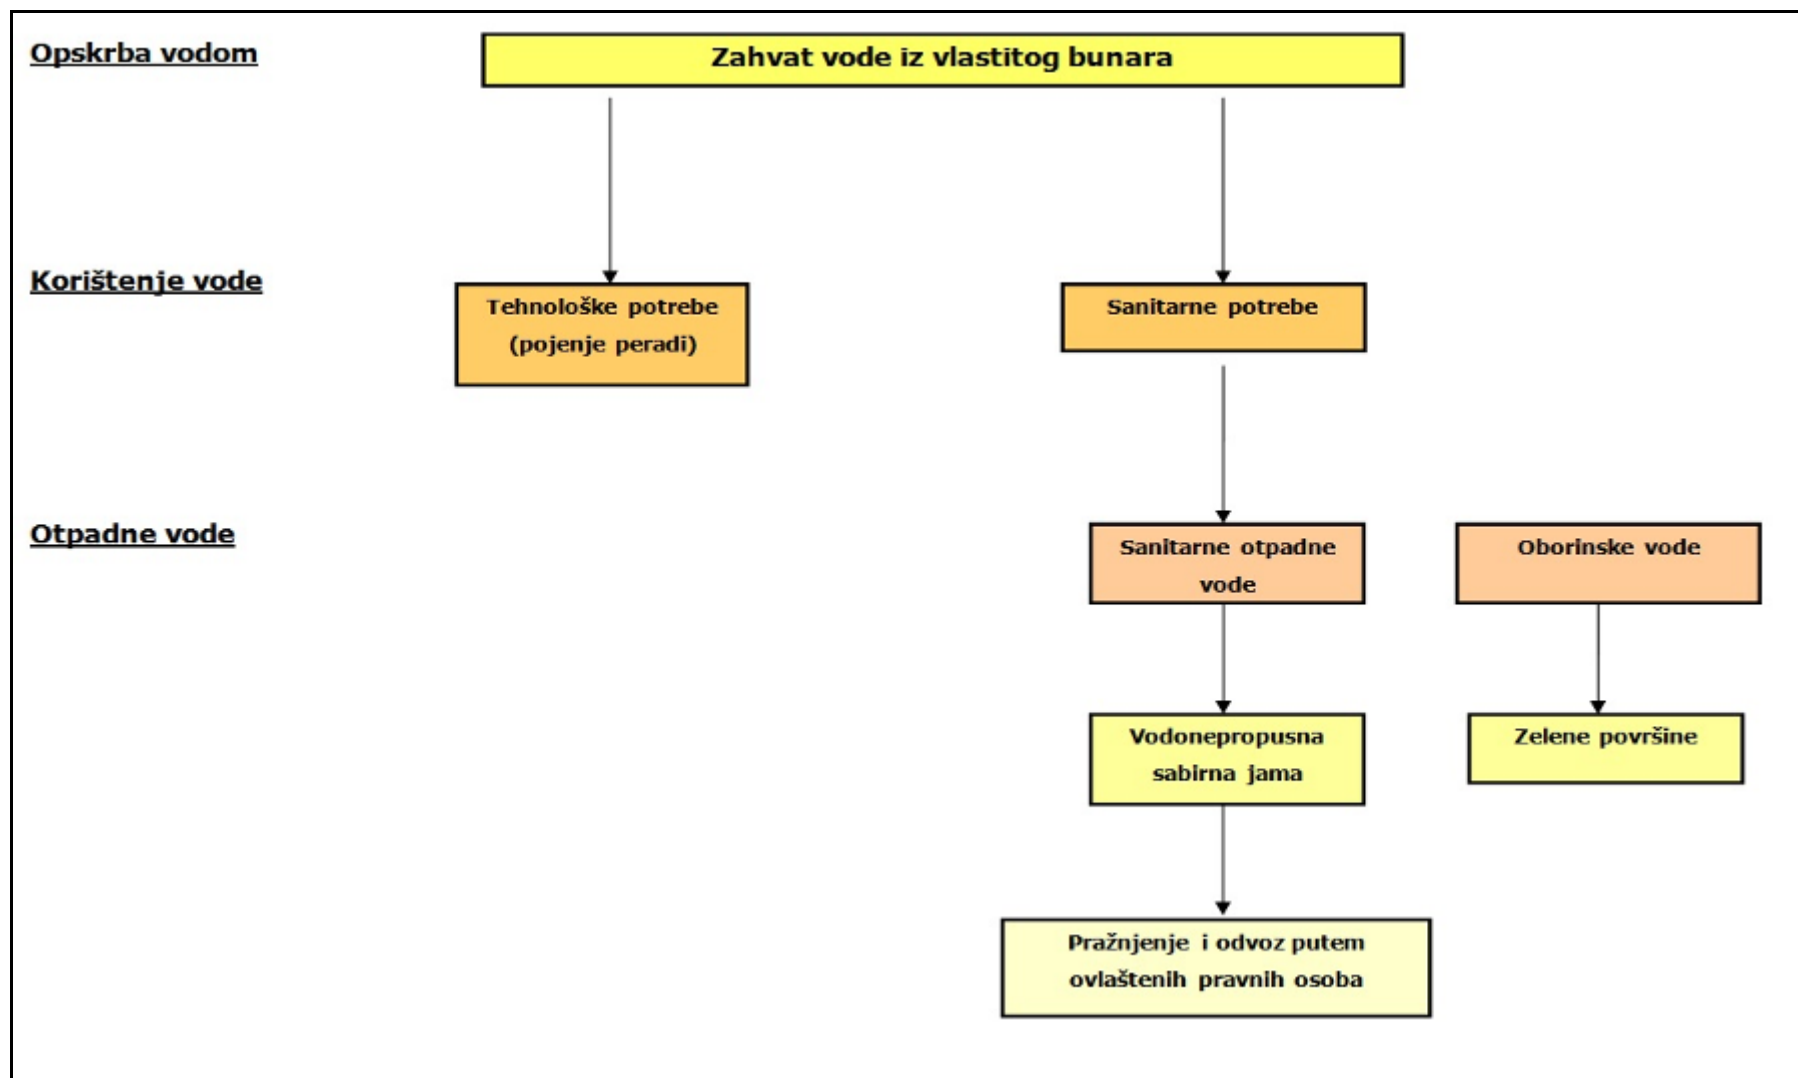 Opskrba vodom
Zahvat vode iz vlastitog bunara
Korištenje vode
Tehnološke potrebe
(pojenje peradi)
Sanitarne potrebe
Otpadne vode
Sanitarne otpadne
vode
Oborinske vode
Vodonepropusna
sabirna jama
Zelene površine
Pražnjenje i odvoz putem
ovlaštenih pravnih osoba